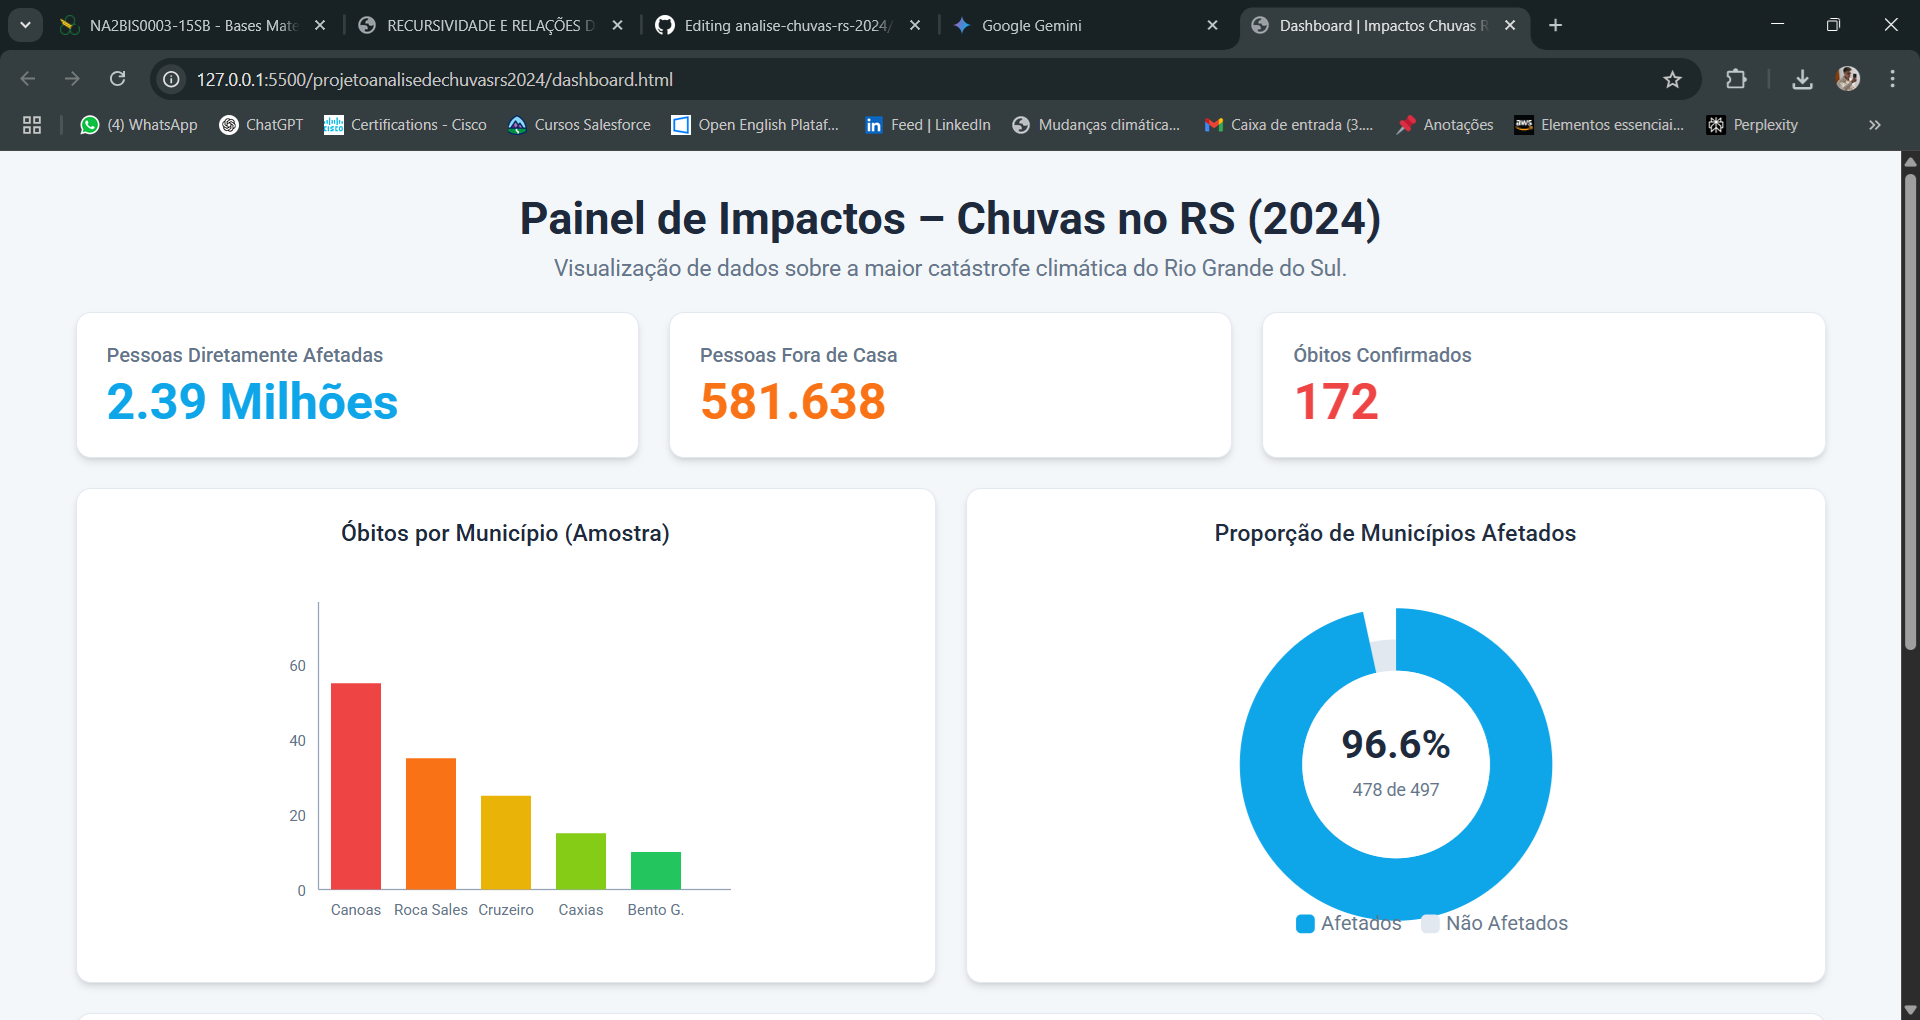 NA2BIS0003-15SB - Bases Mate
RECURSIVIDADE E RELAÇÕES D
Editing analise-chuvas-rs-2024/
Google Gemini
Dashboard | Impactos Chuvas R
127.0.0.1:5500/projetoanalisedechuvasrs2024/dashboard.html
(4) WhatsApp
ChatGPT
Certifications - Cisco
Cursos Salesforce
Open English Plataf...
Feed | LinkedIn
Mudanças climática...
Caixa de entrada (3....
Anotações
aws
Elementos essenciai...
Perplexity
Painel de Impactos – Chuvas no RS (2024)
Visualização de dados sobre a maior catástrofe climática do Rio Grande do Sul.
Pessoas Diretamente Afetadas
2.39 Milhões
Pessoas Fora de Casa
581.638
Óbitos Confirmados
172
Óbitos por Município (Amostra)
60
40
20
0
Canoas Roca Sales Cruzeiro Caxias Bento G.
Proporção de Municípios Afetados
96.6%
478 de 497
Afetados Não Afetados